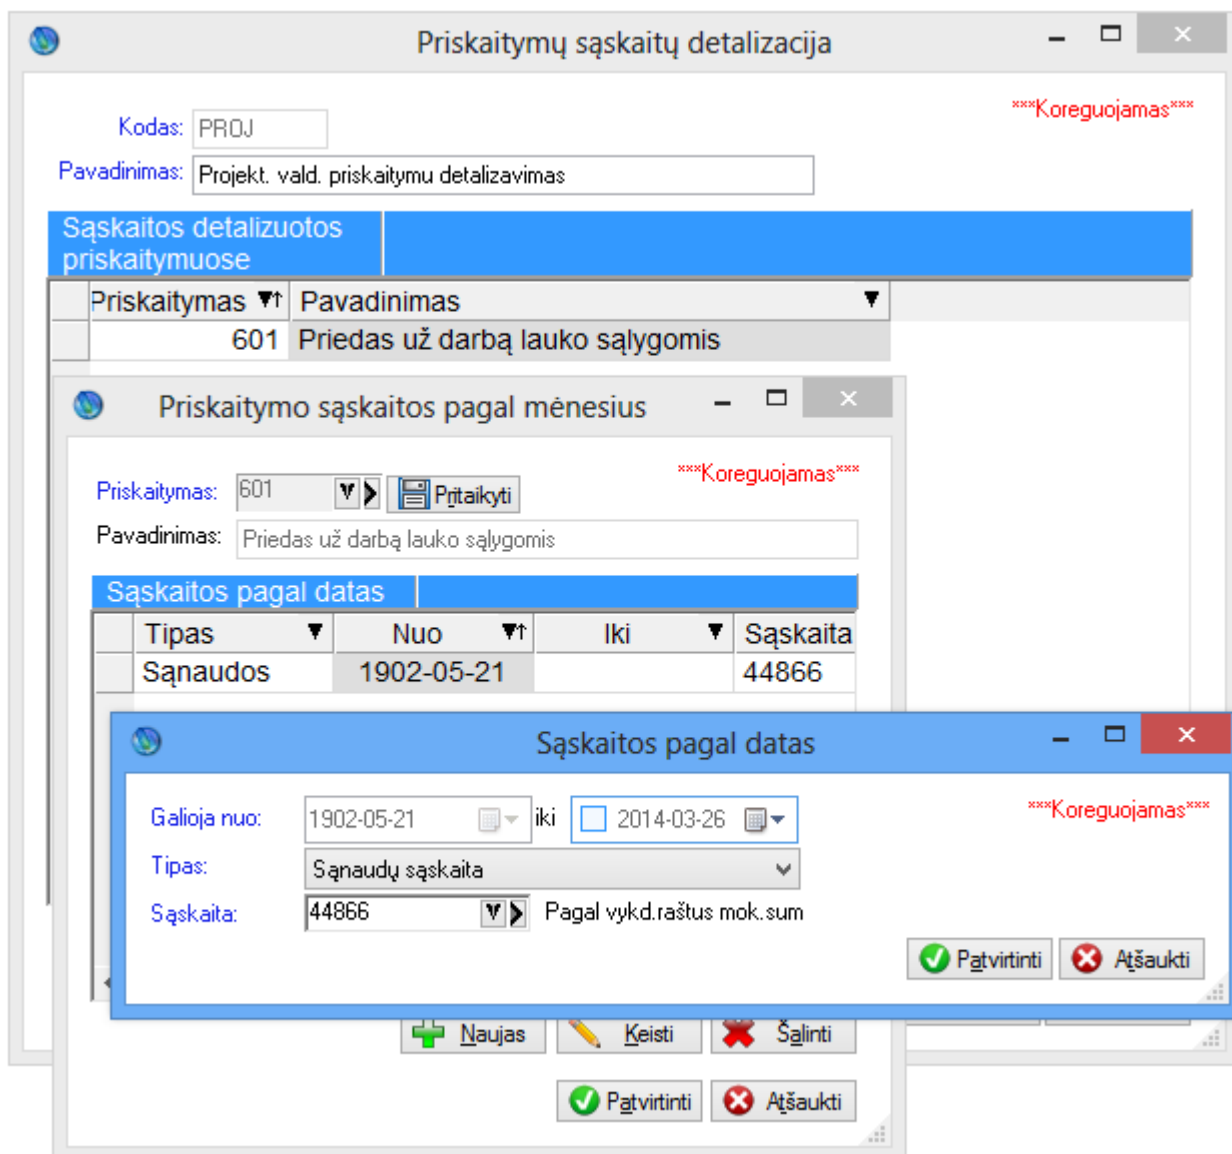 Priskaitymų sąskaitų detalizacija
***Koreguojamas***
Kodas: PROJ
Pavadinimas: Projekt. vald. priskaitymu detalizavimas
Sąskaitos detalizuotos
priskaitymuose
Priskaitymas Pavadinimas
601 Priedas už darbą lauko sąlygomis
Priskaitymo sąskaitos pagal mėnesius
***Koreguojamas***
Priskaitymas: 601 Pritaikyti
Pavadinimas: Priedas už darbą lauko sąlygomis
Sąskaitos pagal datas
Tipas Nuo Iki Sąskaita
Sąnaudos 1902-05-21 44866
Sąskaitos pagal datas
Galioja nuo: 1902-05-21 iki 2014-03-26 ***Koreguojamas***
Tipas: Sąnaudų sąskaita
Sąskaita: 44866 Pagal vykd.raštus mok.sum
Patvirtinti Atšaukti
Naujas Keisti Šalinti
Patvirtinti Atšaukti